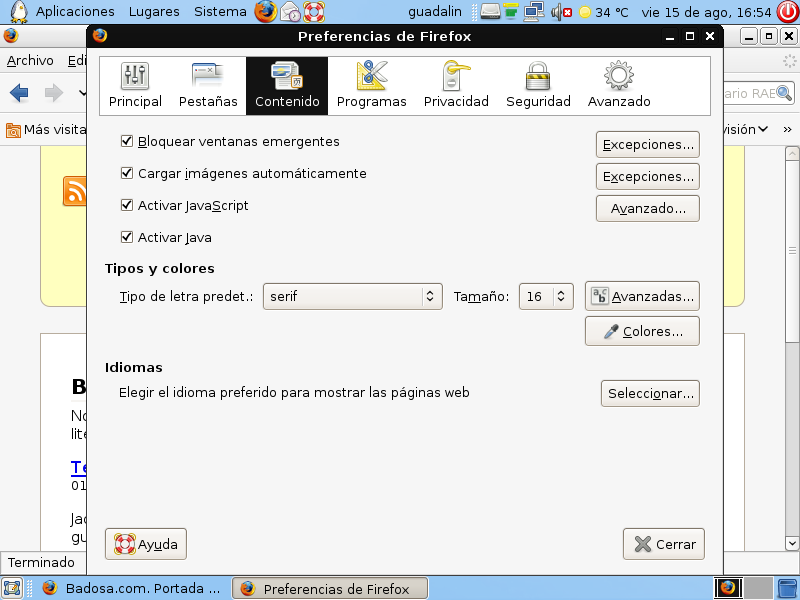 Aplicaciones Lugares Sistema guadalin 34 °C vie 15 de ago, 16:54
Preferencias de Firefox
Archivo Edi
Principal Pestañas Contenido Programas Privacidad Seguridad Avanzado
ario RAE
Más visita
visión
»
Bloquear ventanas emergentes Excepciones...
Cargar imágenes automáticamente Excepciones...
Activar JavaScript Avanzado...
Activar Java
Tipos y colores
Tipo de letra predet.: serif Tamaño: 16 Avanzadas...
Colores...
Idiomas
Elegir el idioma preferido para mostrar las páginas web Seleccionar...
B
No
lite
Te
01
Jac
gu
Ayuda Cerrar
Terminado
Badosa.com. Portada ... Preferencias de Firefox